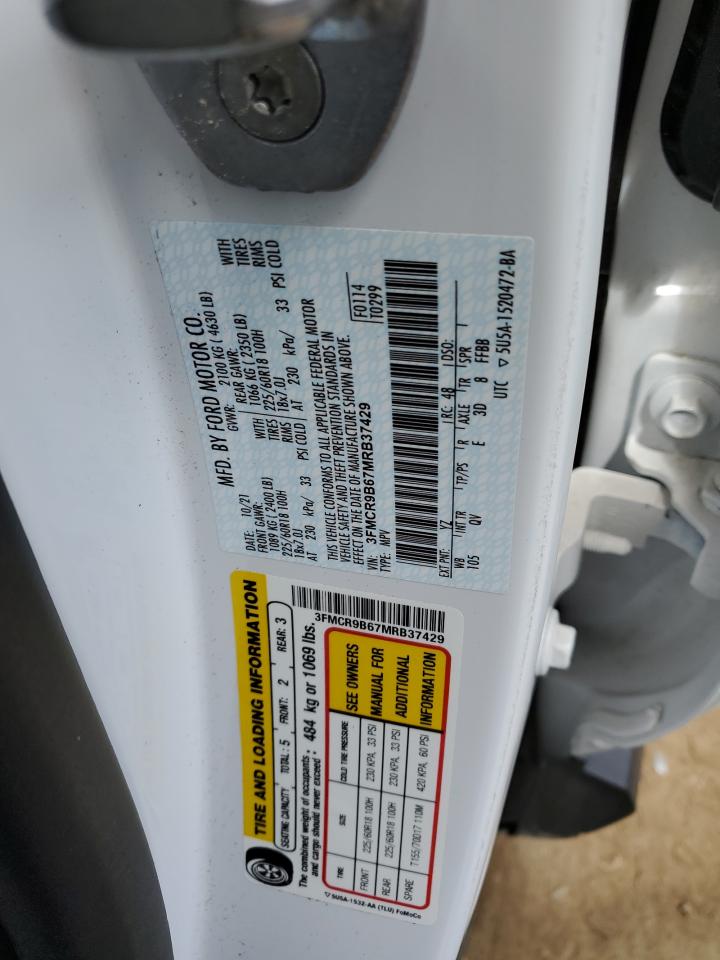 MFD. BY FORD MOTOR CO.
DATE: 10/21
GVWR: 2100 KG ( 4630 LB)
FRONT GAWR:
1089 KG ( 2400 LB)
225/60R18 100H
18x7.0J
AT 230 kPa/ 33 PSI COLD
WITH
TIRES
RIMS
REAR GAWR:
1066 KG ( 2350 LB)
225/60R18 100H
18x7.0J
AT 230 kPa/ 33 PSI COLD
WITH
TIRES
RIMS
THIS VEHICLE CONFORMS TO ALL APPLICABLE FEDERAL MOTOR
VEHICLE SAFETY AND THEFT PREVENTION STANDARDS IN
EFFECT ON THE DATE OF MANUFACTURE SHOWN ABOVE.
VIN: 3FMCR9B67MRB37429
TYPE: MPV
F0114
T0299
EXT PNT: YZ RC: 48 DSO:
WB INT TR TP/PS R AXLE TR SPR
105 QV E 3D 8 FFBB
UTC ▽ 5U5A-1520472-BA
TIRE AND LOADING INFORMATION
SEATING CAPACITY TOTAL : 5 FRONT: 2 REAR: 3
The combined weight of occupants
and cargo should never exceed : 484 kg or 1069 lbs.
3FMCR9B67MRB37429
TIRE SIZE COLD TIRE PRESSURE
FRONT 225/60R18 100H 230 KPA, 33 PSI
REAR 225/60R18 100H 230 KPA, 33 PSI
SPARE T155/70D17 110M 420 KPA, 60 PSI
SEE OWNERS
MANUAL FOR
ADDITIONAL
INFORMATION
▽ 5U5A-1532-AA (TLU) FoMoCo